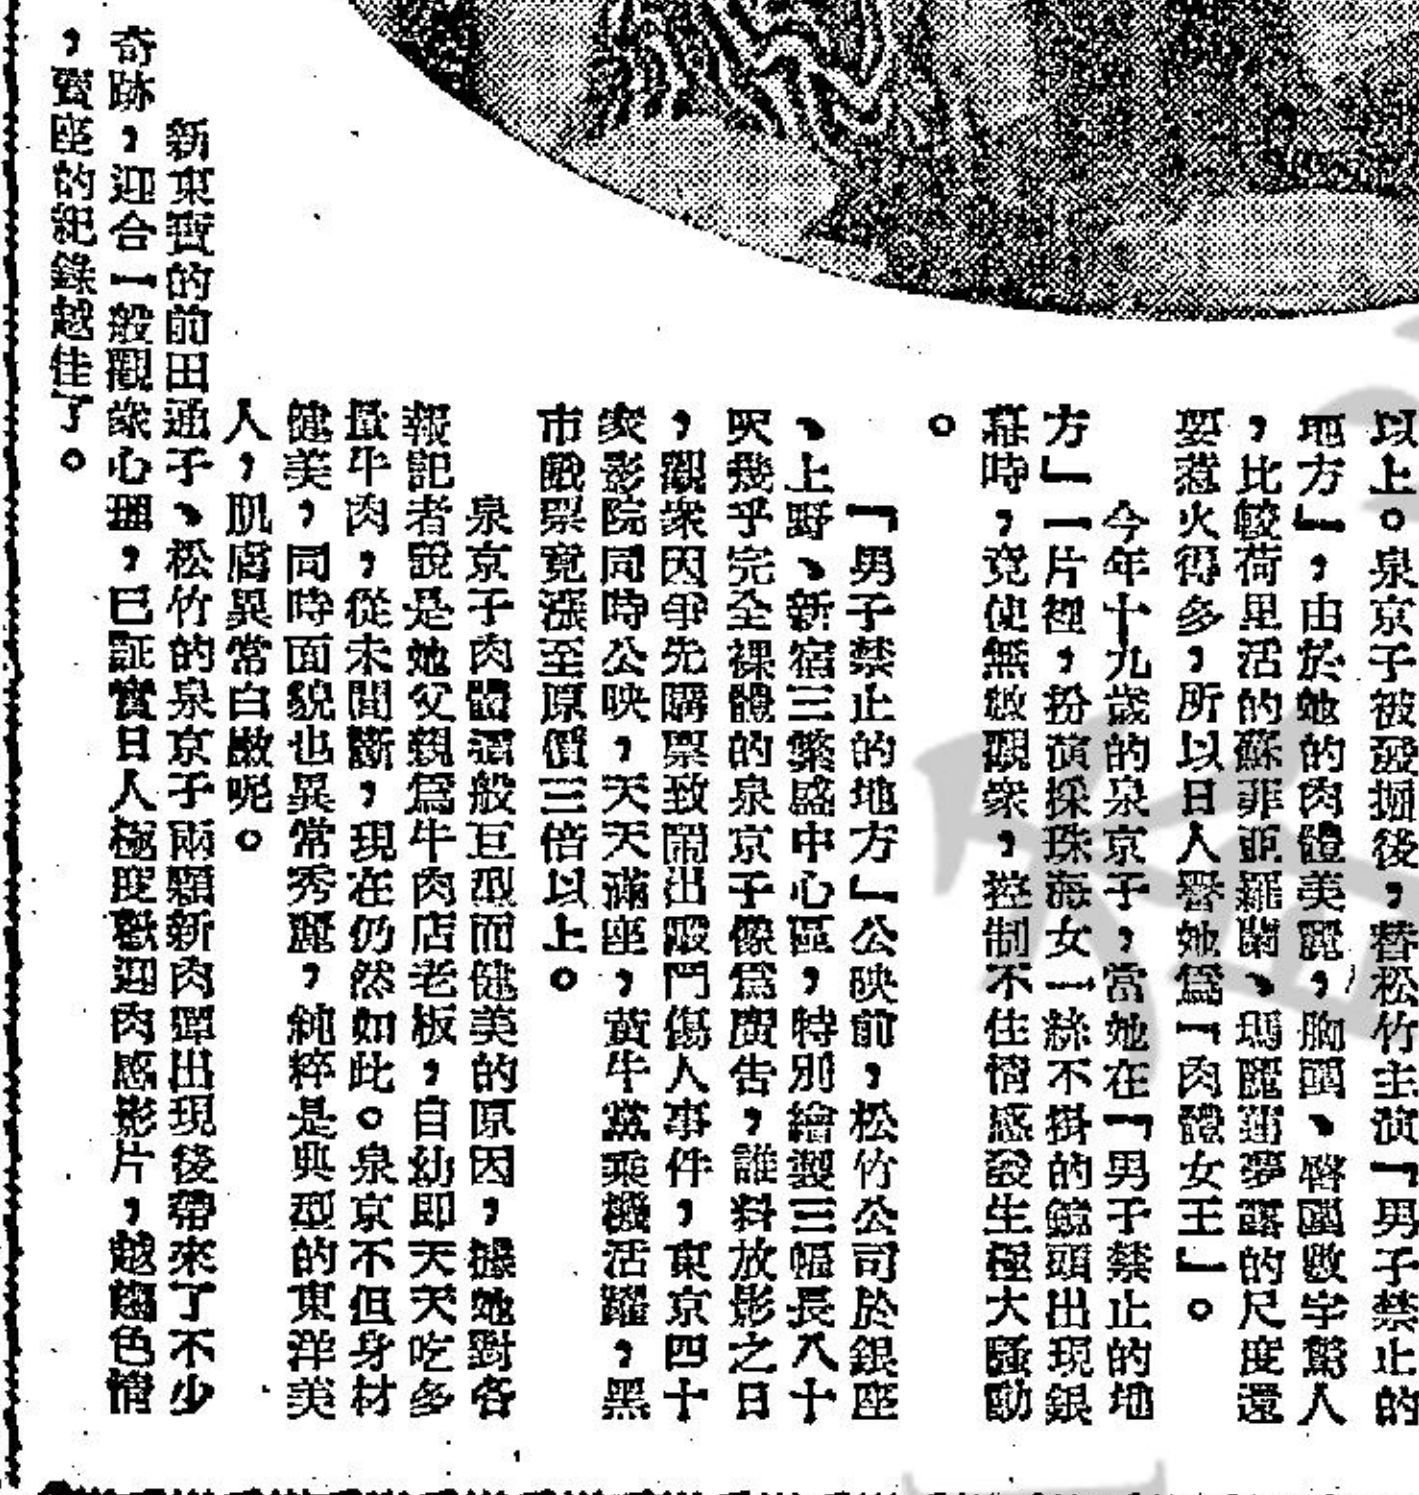 以上。泉京子被發掘後，替松竹主演「男子禁止的
地方」，由於她的肉體美麗，胸圍、臀圍數字驚人
，比較荷里活的蘇菲亞羅蘭、瑪麗蓮夢露的尺度還
要惹火得多，所以日人譽她爲「肉體女王」。
今年十九歲的泉京子，當她在「男子禁止的地
方」一片裡，扮演採珠海女一絲不掛的鏡頭出現銀
幕時，竟使無數觀衆，控制不住情感發生極大騷動
。
「男子禁止的地方」公映前，松竹公司於銀座
、上野、新宿三繁盛中心區，特別繪製三幅長八十
呎幾乎完全裸體的泉京子像爲廣告，誰料放影之日
，觀衆因爭先購票致鬧出毆鬥傷人事件，東京四十
家影院同時公映，天天滿座，黃牛黨乘機活躍，黑
市戲票竟漲至原價三倍以上。
泉京子肉體這般巨型而健美的原因，據她對各
報記者說是她父親爲牛肉店老板，自幼即天天吃多
量牛肉，從未間斷，現在仍然如此。泉京不但身材
健美，同時面貌也異常秀麗，純粹是典型的東洋美
人，肌膚異常白嫩呢。
新東寶的前田通子、松竹的泉京子兩顆新肉彈出現後帶來了不少
奇跡，迎合一般觀衆心理，已証實日人極度歡迎肉感影片，越趨色情
，賣座的紀錄越佳了。